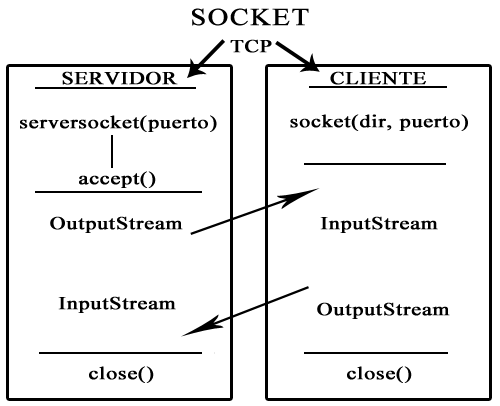 SOCKET
TCP
SERVIDOR
serversocket(puerto)
accept()
OutputStream
InputStream
close()
CLIENTE
socket(dir, puerto)
InputStream
OutputStream
close()